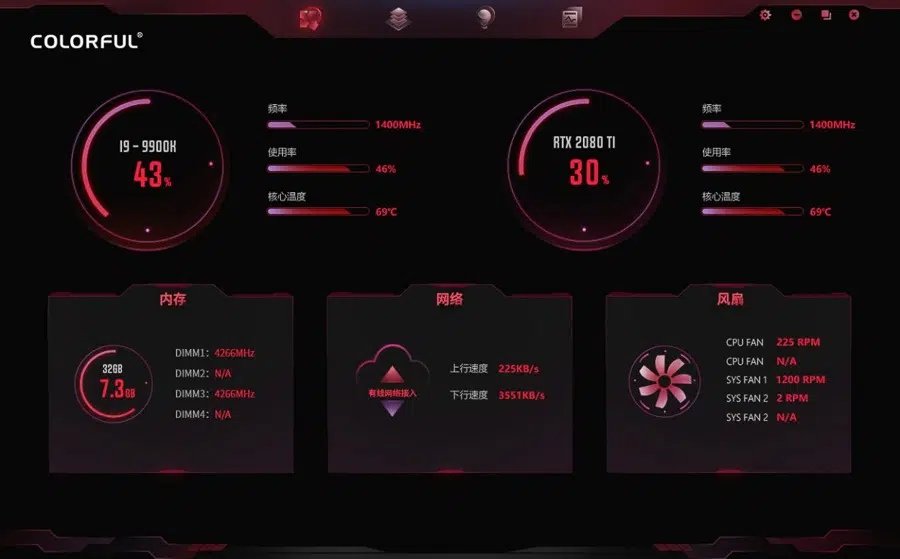 COLORFUL®
I9 - 9900K
43%
频率
1400MHz
使用率
46%
核心温度
69℃
RTX 2080 TI
30%
频率
1400MHz
使用率
46%
核心温度
69℃
内存
32GB
7.3GB
DIMM1: 4266MHz
DIMM2: N/A
DIMM3: 4266MHz
DIMM4: N/A
网络
有线网络接入
上行速度 225KB/s
下行速度 3551KB/s
风扇
CPU FAN 225 RPM
CPU FAN N/A
SYS FAN 1 1200 RPM
SYS FAN 2 2 RPM
SYS FAN 2 N/A